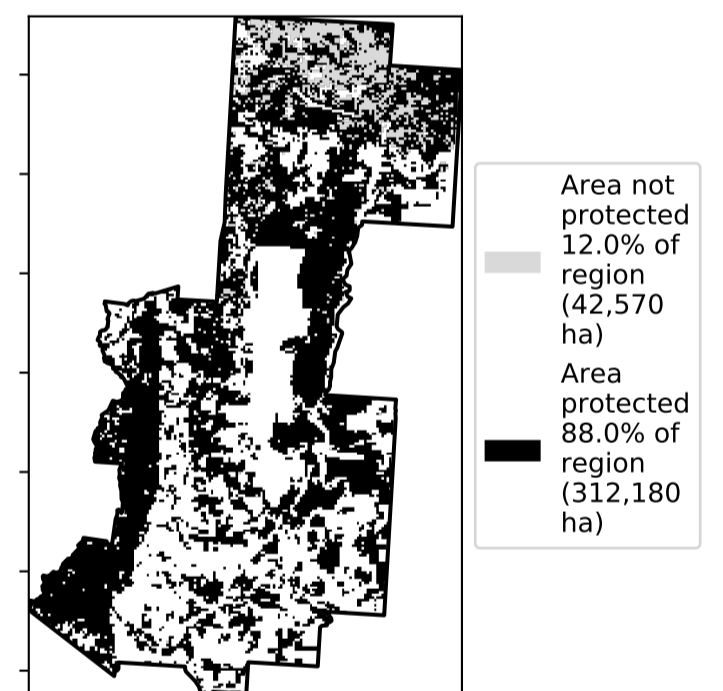 Area not
protected
12.0% of
region
(42,570
ha)
Area
protected
88.0% of
region
(312,180
ha)